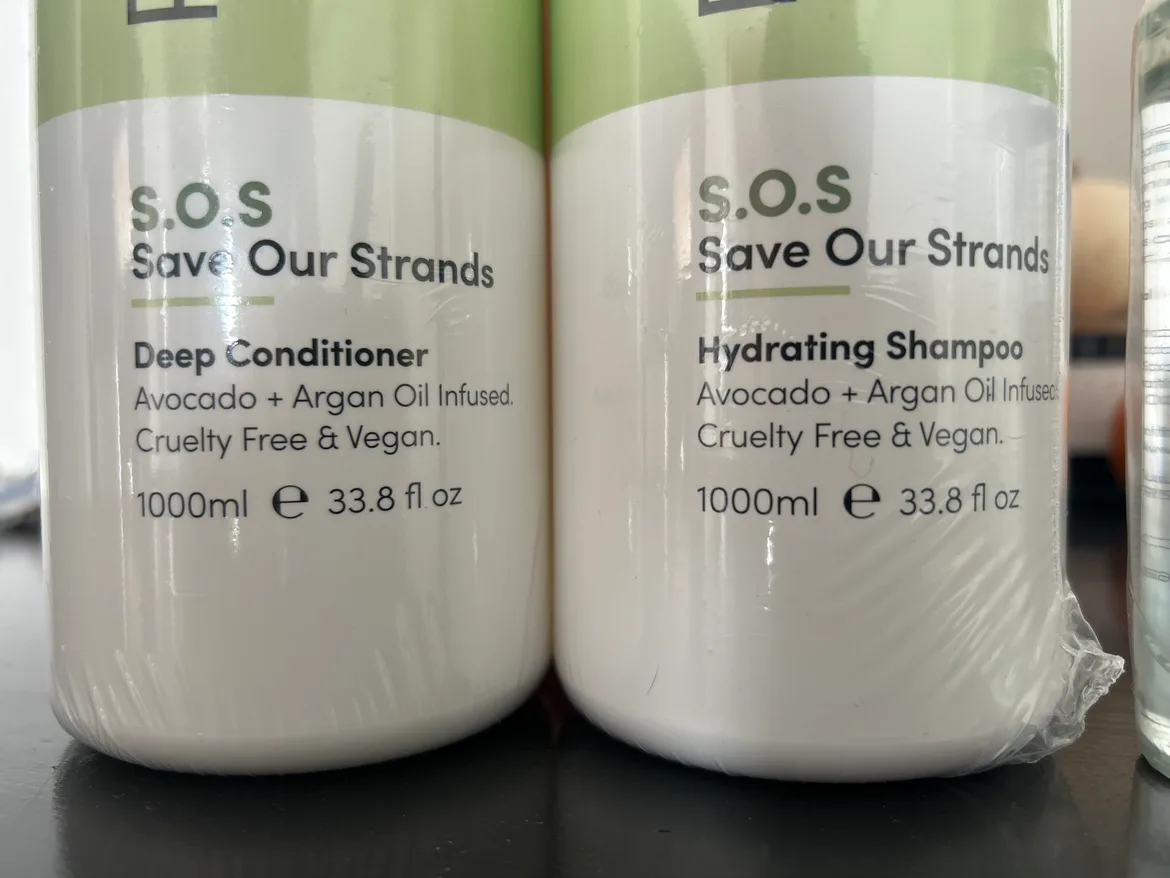 S.O.S
Save Our Strands
Deep Conditioner
Avocado + Argan Oil Infused.
Cruelty Free & Vegan.
1000ml ℮ 33.8 fl oz
S.O.S
Save Our Strands
Hydrating Shampoo
Avocado + Argan Oil Infused
Cruelty Free & Vegan.
1000ml ℮ 33.8 fl oz